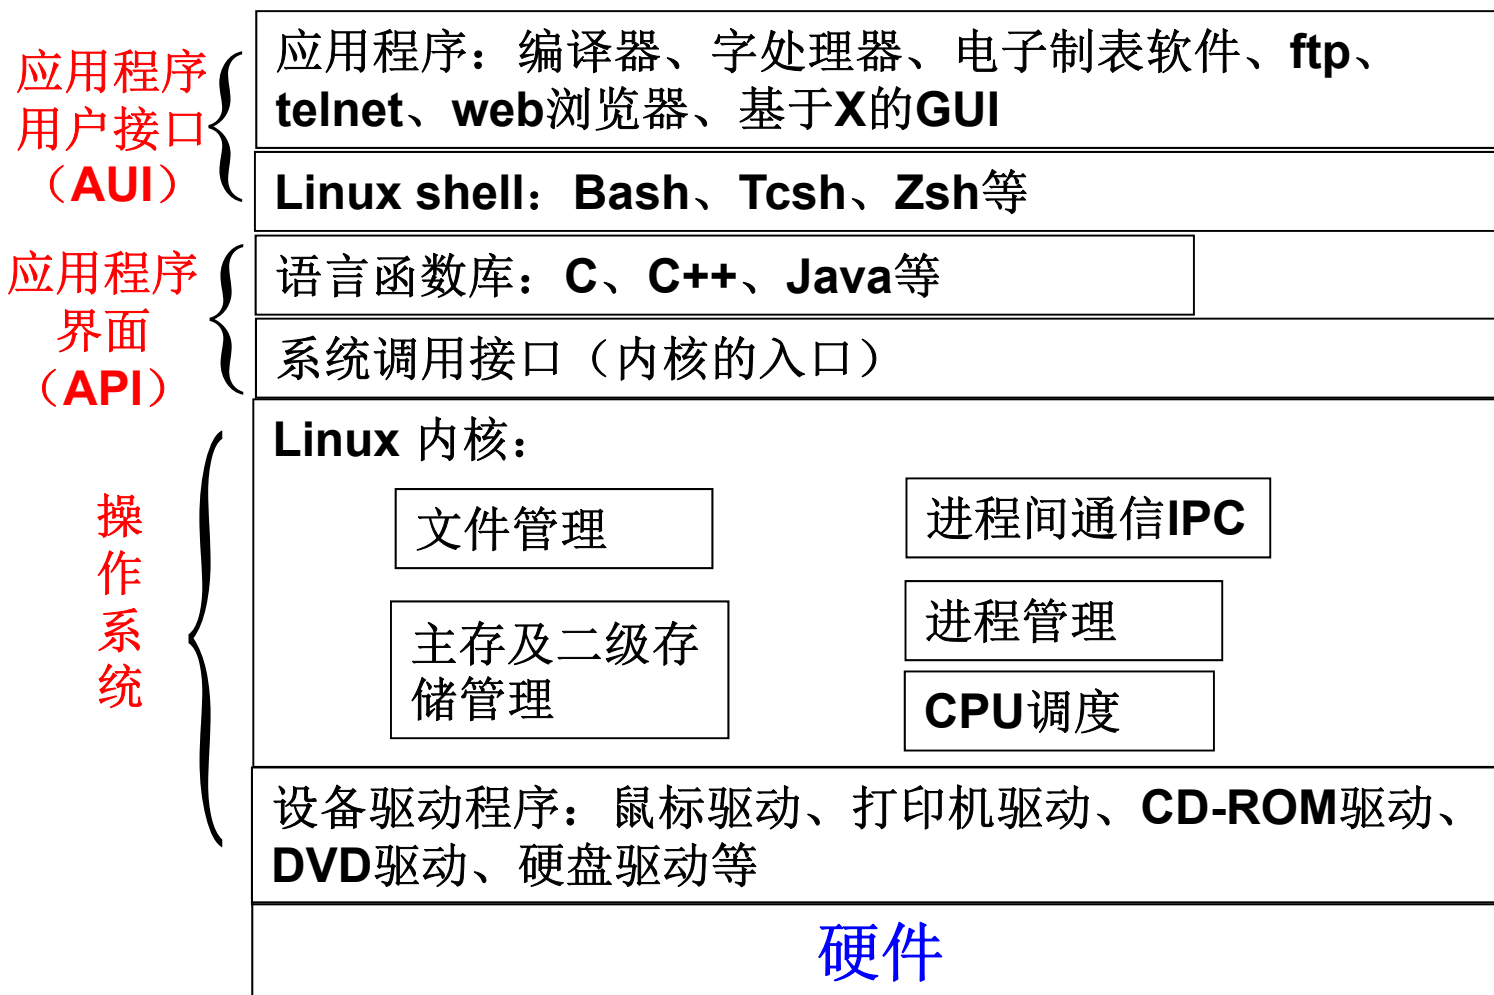 应用程序
用户接口
（AUI）
应用程序：编译器、字处理器、电子制表软件、ftp、
telnet、web浏览器、基于X的GUI
Linux shell：Bash、Tcsh、Zsh等
应用程序
界面
（API）
语言函数库：C、C++、Java等
系统调用接口（内核的入口）
操
作
系
统
Linux 内核：
文件管理
进程间通信IPC
主存及二级存
储管理
进程管理
CPU调度
设备驱动程序：鼠标驱动、打印机驱动、CD-ROM驱动、
DVD驱动、硬盘驱动等
硬件